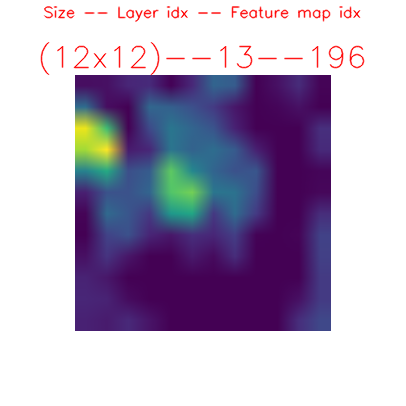 Size -- Layer idx -- Feature map idx
(12x12)--13--196